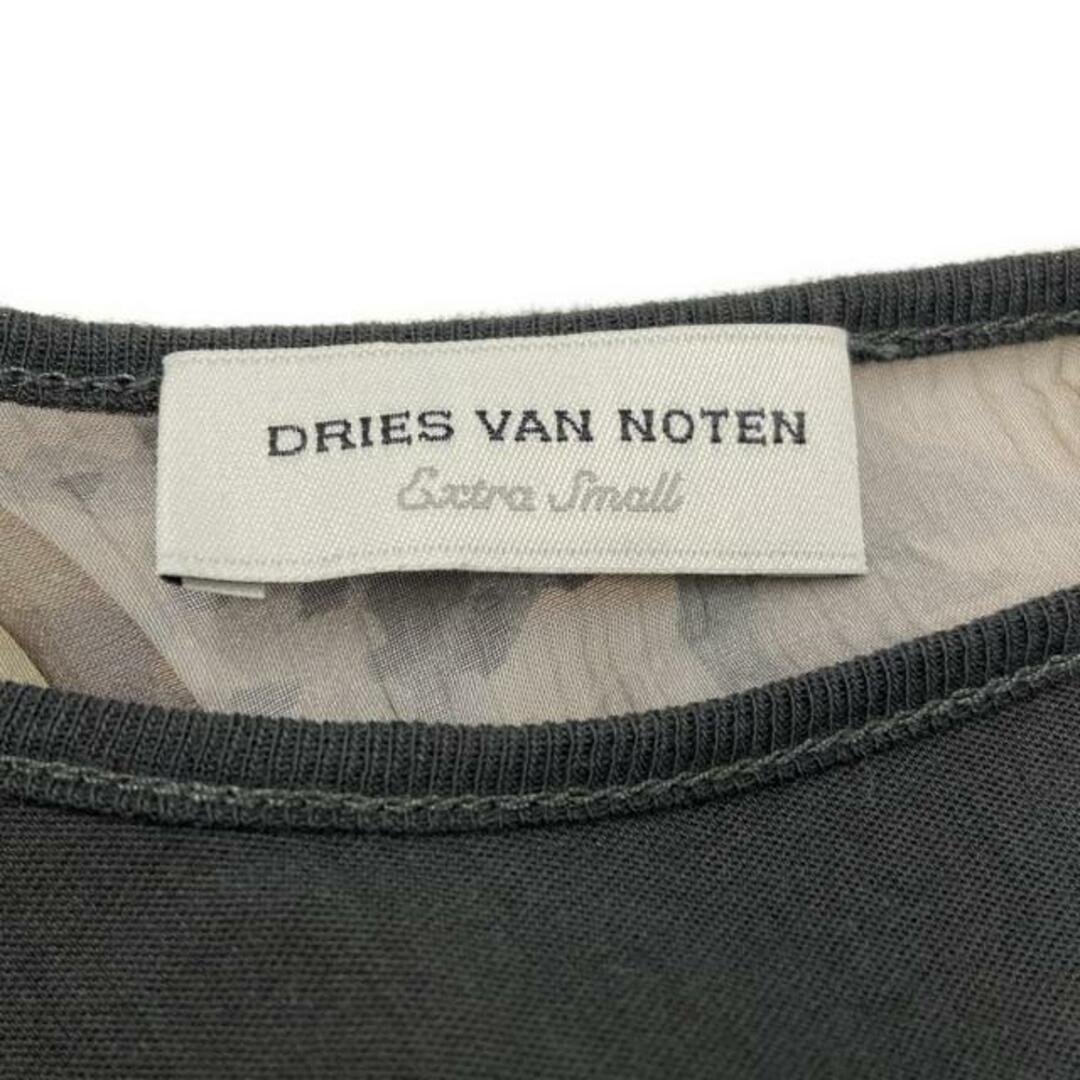 DRIES VAN NOTEN
Extra Small